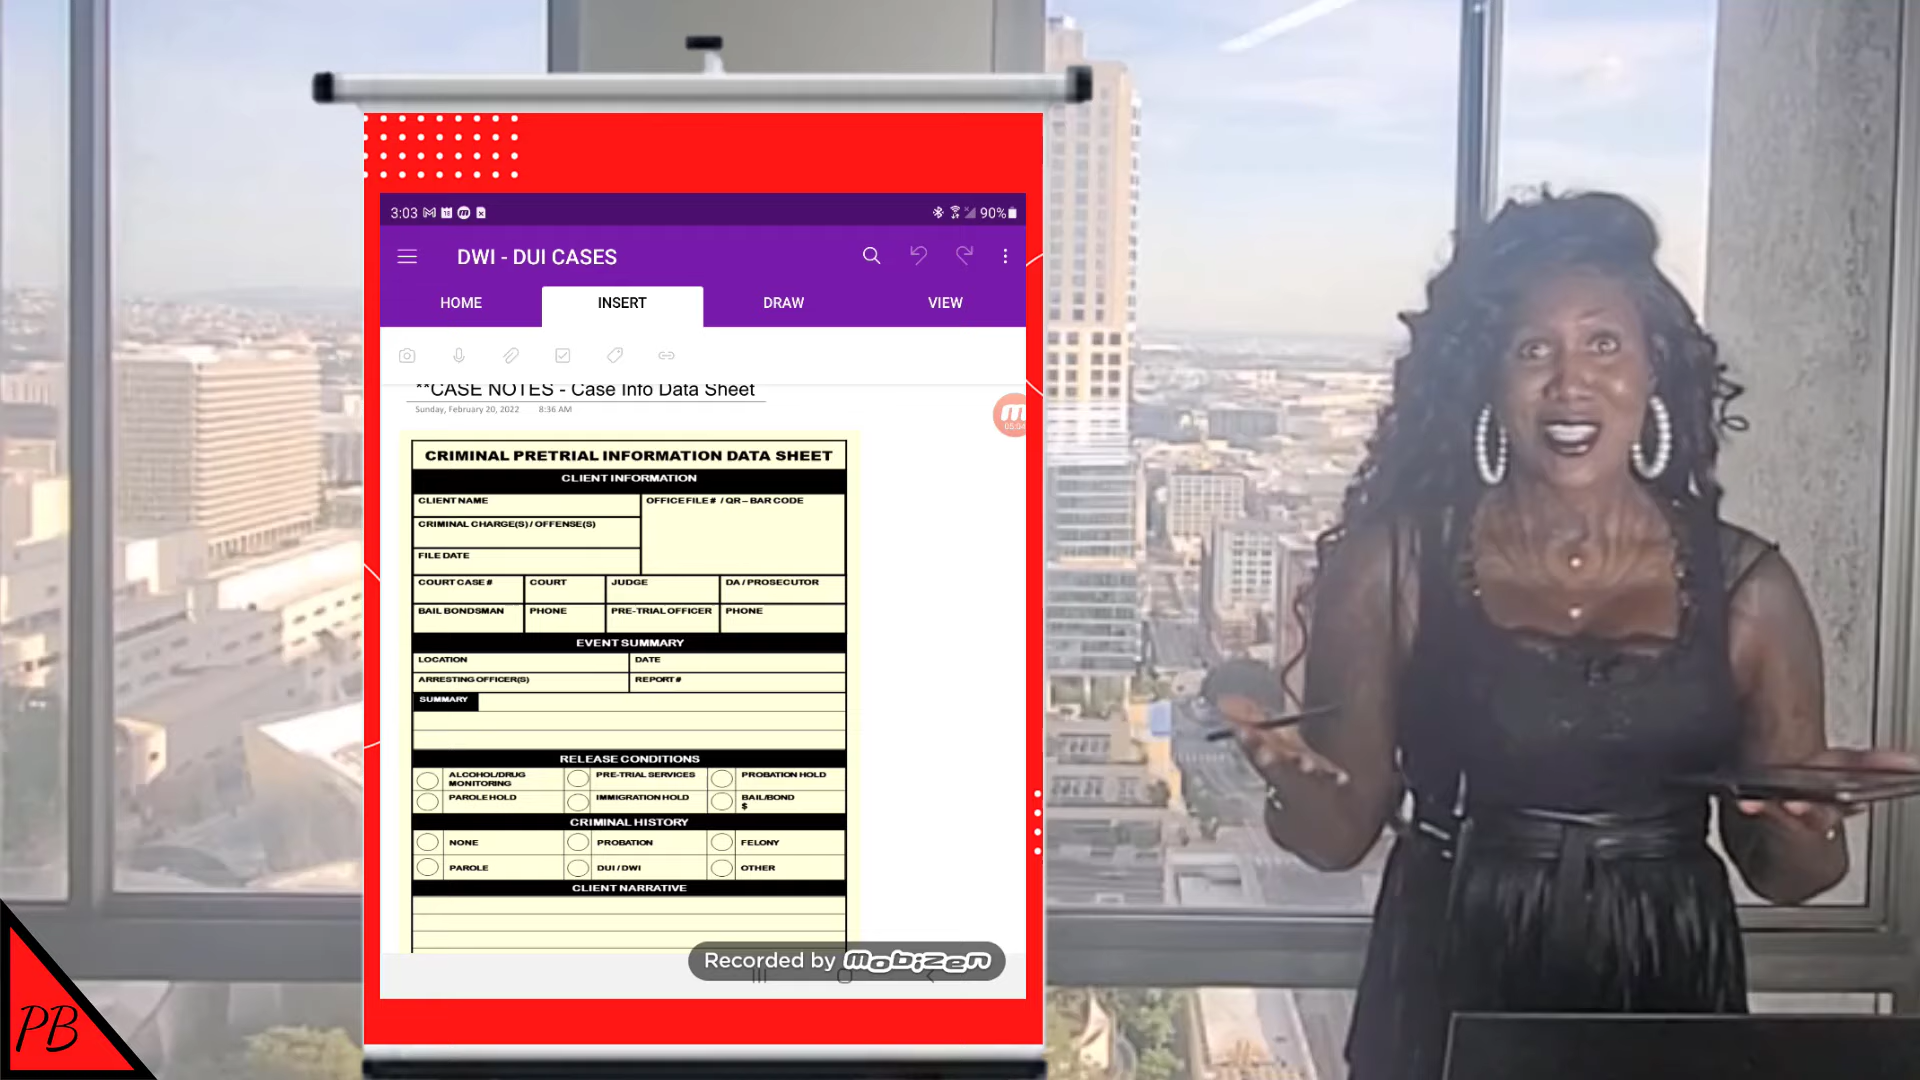 3:03
90%
DWI - DUI CASES
HOME
INSERT
DRAW
VIEW
**CASE NOTES - Case Info Data Sheet
Sunday, February 20, 2022 8:36 AM
05:04
CRIMINAL PRETRIAL INFORMATION DATA SHEET
CLIENT INFORMATION
CLIENT NAME
OFFICE FILE # / QR – BAR CODE
CRIMINAL CHARGE(S) / OFFENSE(S)
FILE DATE
COURT CASE # COURT JUDGE DA / PROSECUTOR
BAIL BONDSMAN PHONE PRE-TRIAL OFFICER PHONE
EVENT SUMMARY
LOCATION DATE
ARRESTING OFFICER(S) REPORT #
SUMMARY
RELEASE CONDITIONS
ALCOHOL/DRUG
MONITORING
PRE-TRIAL SERVICES
PROBATION HOLD
PAROLE HOLD
IMMIGRATION HOLD
BAIL/BOND
$
CRIMINAL HISTORY
NONE PROBATION FELONY
PAROLE DUI / DWI OTHER
CLIENT NARRATIVE
Recorded by mobizen
PB